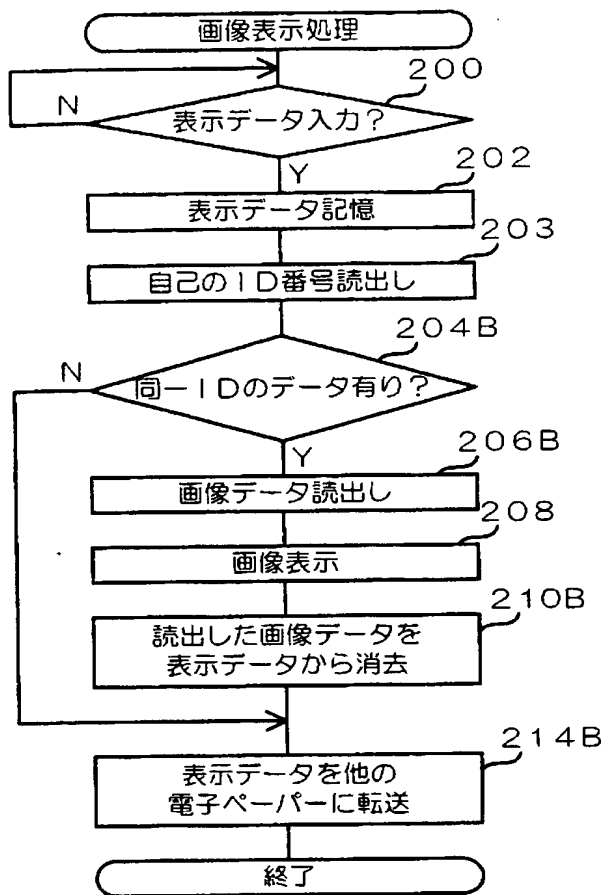 画像表示処理
200
N
表示データ入力？
Y
202
表示データ記憶
203
自己のID番号読出し
204B
N
同一IDのデータ有り？
Y
206B
画像データ読出し
208
画像表示
210B
読出した画像データを
表示データから消去
214B
表示データを他の
電子ペーパーに転送
終了